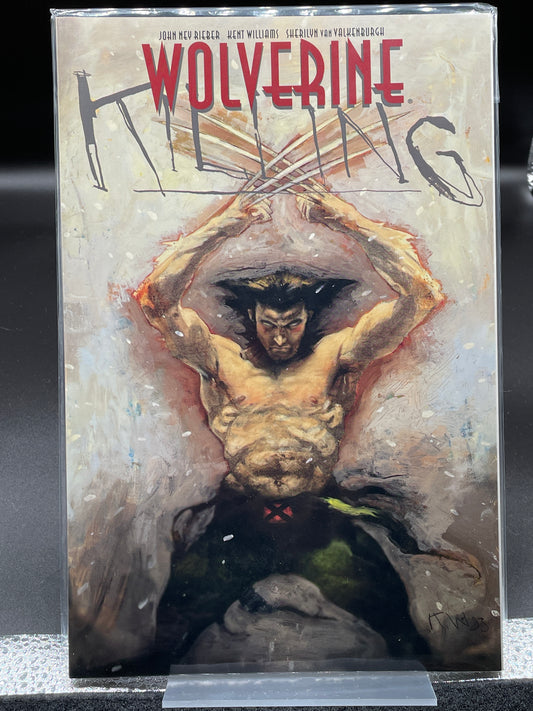 JOHN NEY RIEBER KENT WILLIAMS SHERILYN VAN VALKENBURGH
WOLVERINE®
KILLING